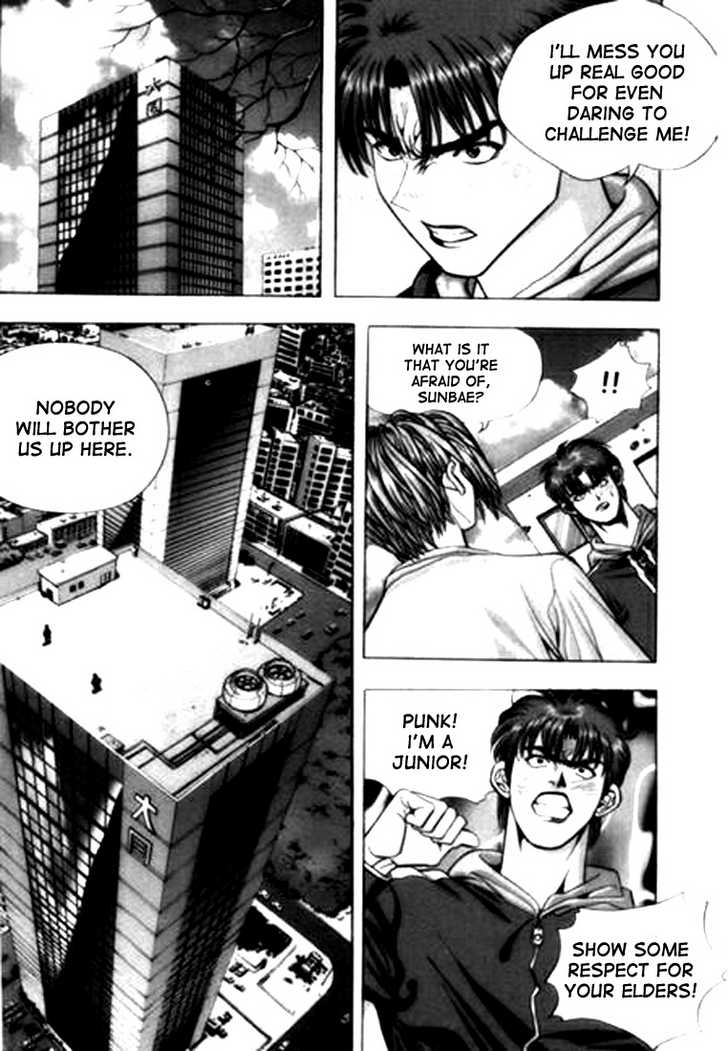 I'LL MESS YOU
UP REAL GOOD
FOR EVEN
DARING TO
CHALLENGE ME!
NOBODY
WILL BOTHER
US UP HERE.
大
WHAT IS IT
THAT YOU'RE
AFRAID OF,
SUNBAE?
!!
PUNK!
I'M A
JUNIOR!
SHOW SOME
RESPECT FOR
YOUR ELDERS!